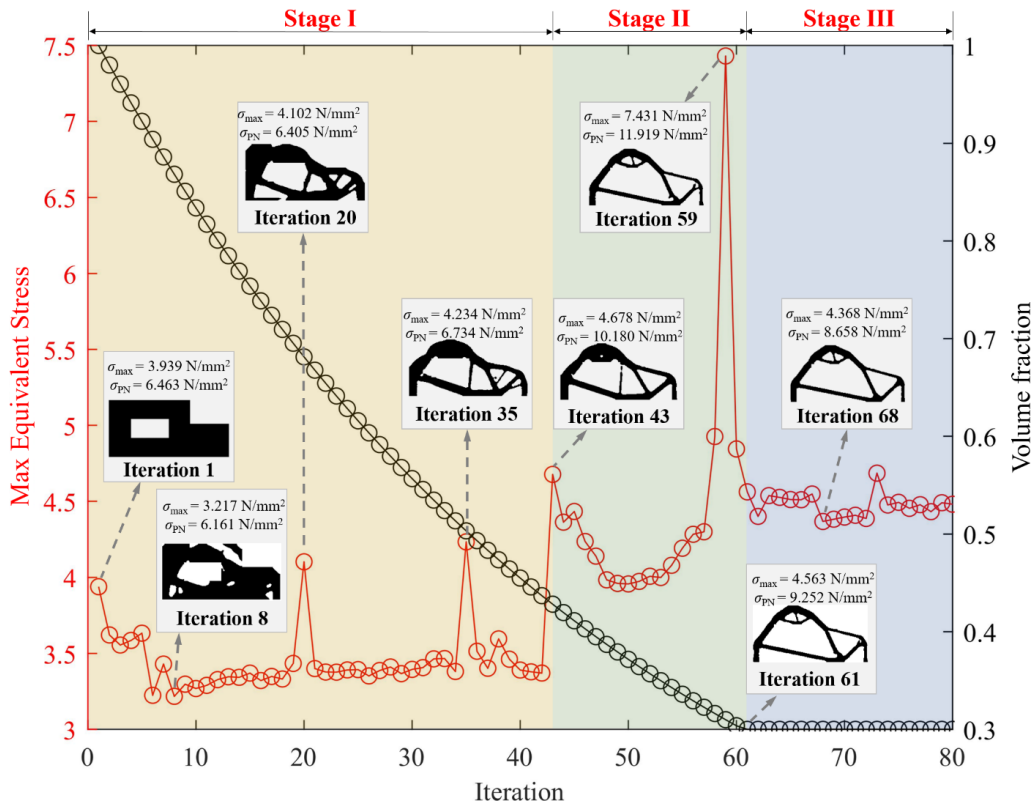 Stage I
Stage II
Stage III
7.5
7
6.5
6
5.5
5
4.5
4
3.5
3
Max Equivalent Stress
1
0.9
0.8
0.7
0.6
0.5
0.4
0.3
Volume fraction
0
10
20
30
40
50
60
70
80
Iteration
σmax = 3.939 N/mm²
σPN = 6.463 N/mm²
Iteration 1
σmax = 3.217 N/mm²
σPN = 6.161 N/mm²
Iteration 8
σmax = 4.102 N/mm²
σPN = 6.405 N/mm²
Iteration 20
σmax = 4.234 N/mm²
σPN = 6.734 N/mm²
Iteration 35
σmax = 4.678 N/mm²
σPN = 10.180 N/mm²
Iteration 43
σmax = 7.431 N/mm²
σPN = 11.919 N/mm²
Iteration 59
σmax = 4.563 N/mm²
σPN = 9.252 N/mm²
Iteration 61
σmax = 4.368 N/mm²
σPN = 8.658 N/mm²
Iteration 68